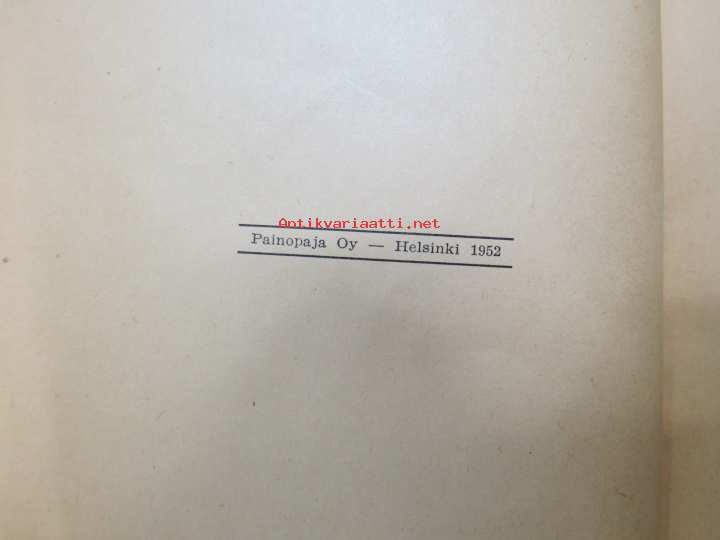 Antikvariaatti.net
Painopaja Oy — Helsinki 1952